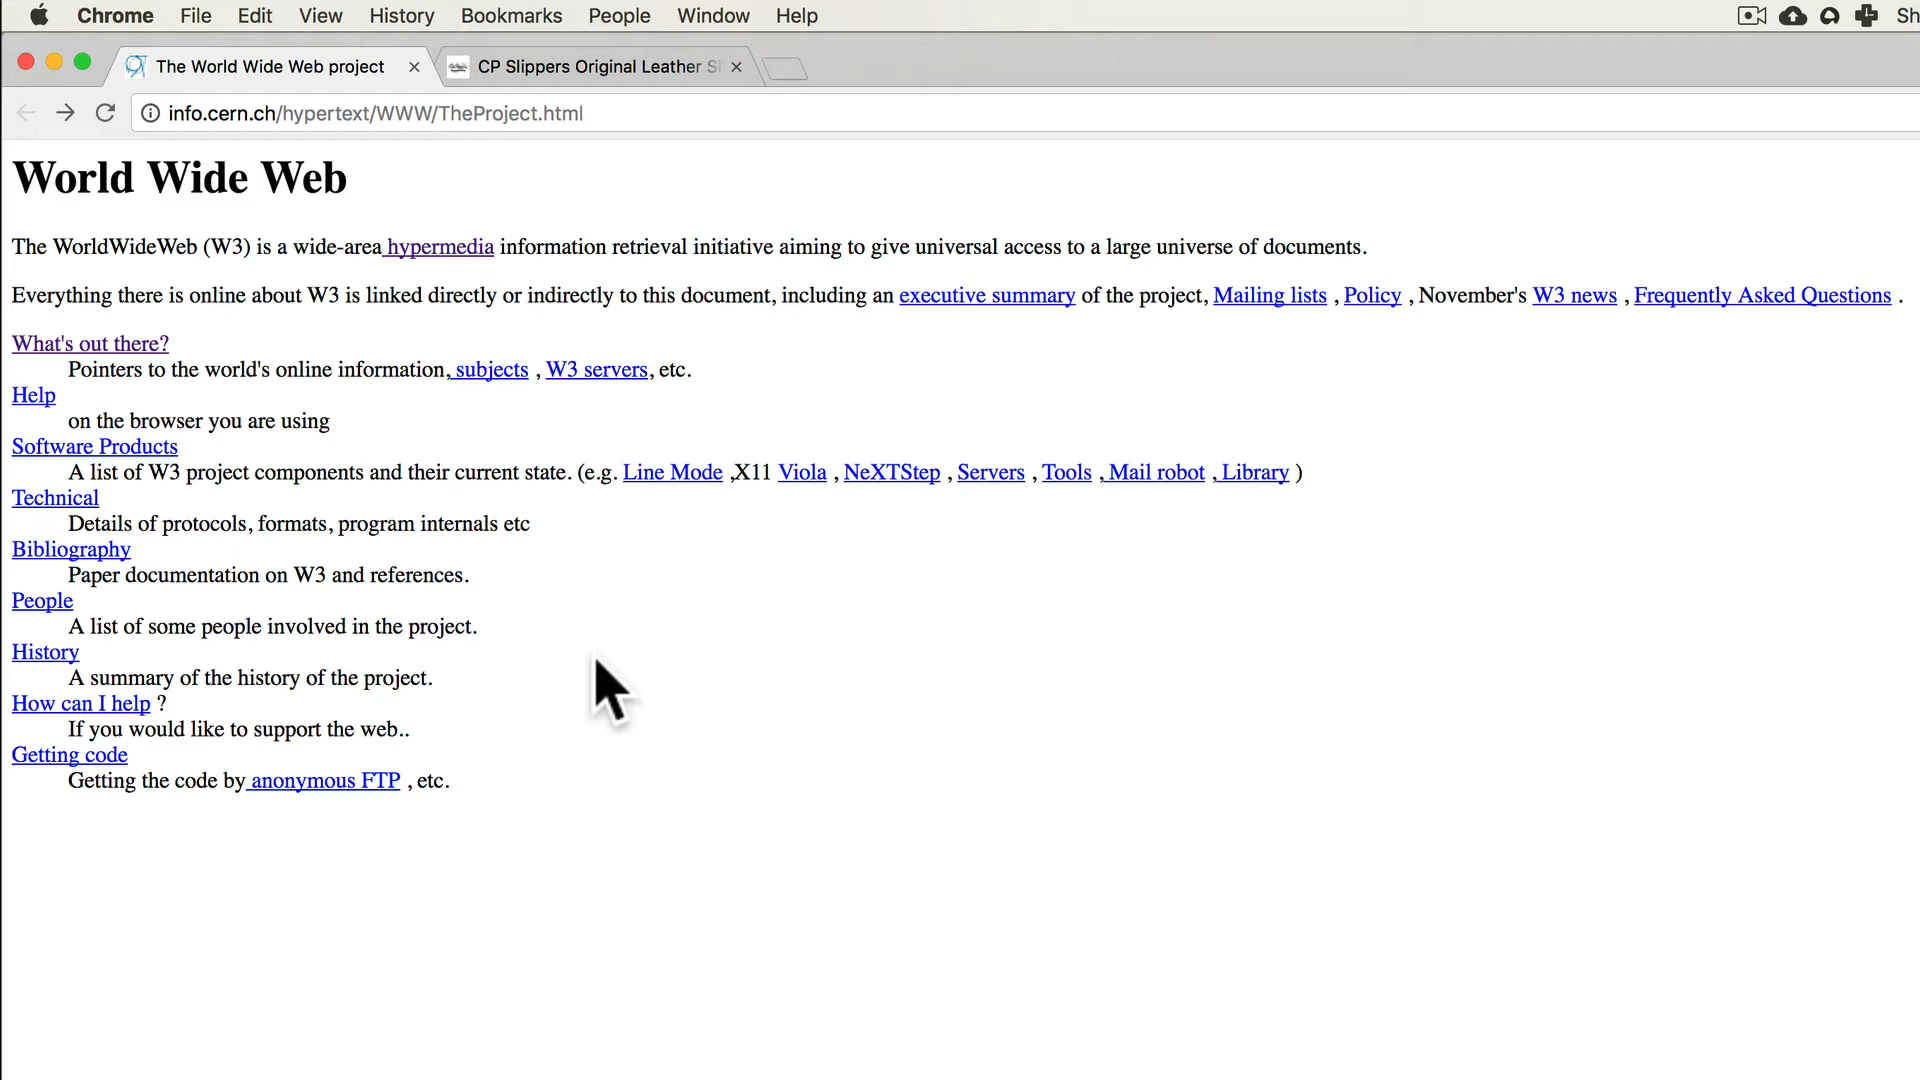 Chrome File Edit View History Bookmarks People Window Help
The World Wide Web project CP Slippers Original Leather
info.cern.ch/hypertext/WWW/TheProject.html
World Wide Web
The WorldWideWeb (W3) is a wide-area hypermedia information retrieval initiative aiming to give universal access to a large universe of documents.
Everything there is online about W3 is linked directly or indirectly to this document, including an executive summary of the project, Mailing lists , Policy , November's W3 news , Frequently Asked Questions .
What's out there?
Pointers to the world's online information, subjects , W3 servers, etc.
Help
on the browser you are using
Software Products
A list of W3 project components and their current state. (e.g. Line Mode ,X11 Viola , NeXTStep , Servers , Tools , Mail robot , Library )
Technical
Details of protocols, formats, program internals etc
Bibliography
Paper documentation on W3 and references.
People
A list of some people involved in the project.
History
A summary of the history of the project.
How can I help ?
If you would like to support the web..
Getting code
Getting the code by anonymous FTP , etc.